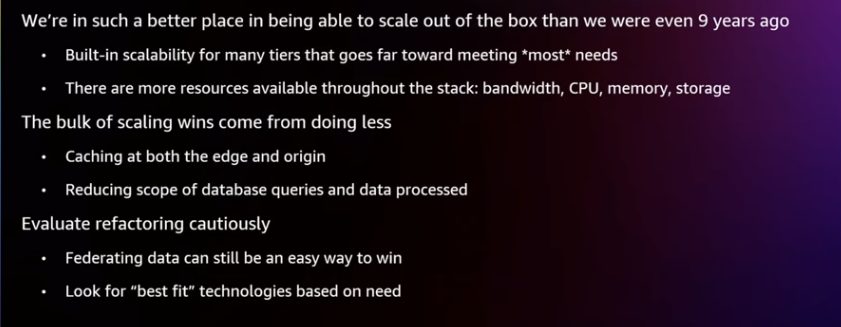 We're in such a better place in being able to scale out of the box than we were even 9 years ago
• Built-in scalability for many tiers that goes far toward meeting *most* needs
• There are more resources available throughout the stack: bandwidth, CPU, memory, storage
The bulk of scaling wins come from doing less
• Caching at both the edge and origin
• Reducing scope of database queries and data processed
Evaluate refactoring cautiously
• Federating data can still be an easy way to win
• Look for “best fit” technologies based on need